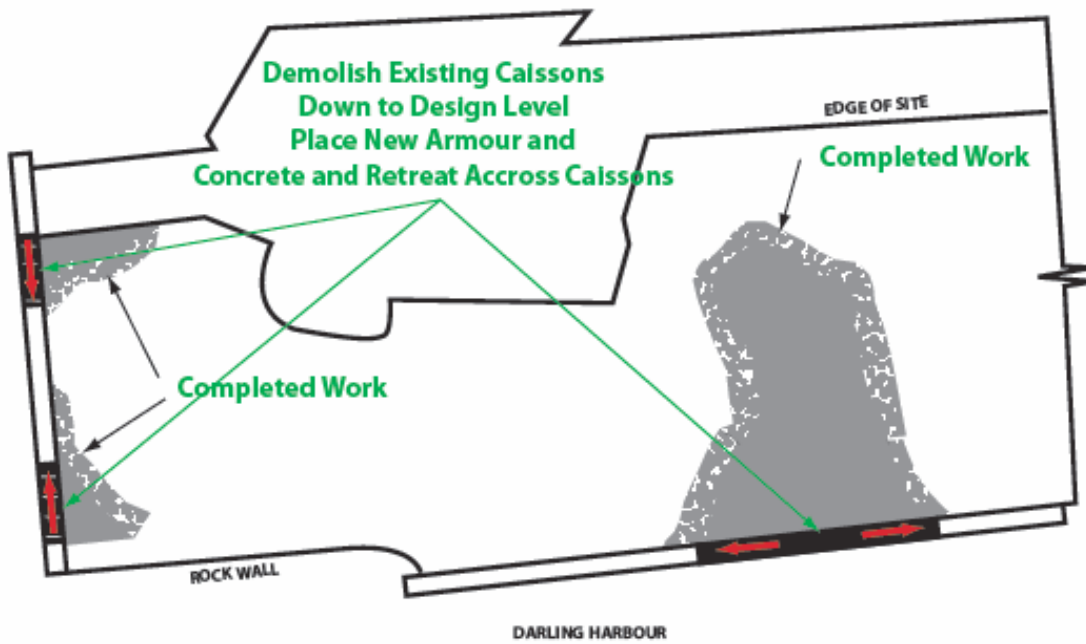 Demolish Existing Caissons
Down to Design Level
Place New Armour and
Concrete and Retreat Accross Caissons
EDGE OF SITE
Completed Work
Completed Work
ROCK WALL
DARLING HARBOUR